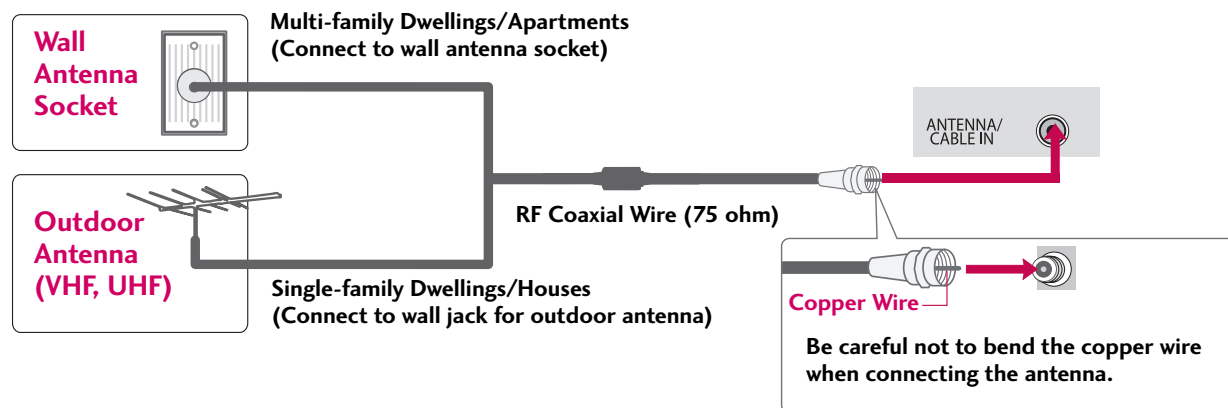 Wall
Antenna
Socket
Multi-family Dwellings/Apartments
(Connect to wall antenna socket)
Outdoor
Antenna
(VHF, UHF)
Single-family Dwellings/Houses
(Connect to wall jack for outdoor antenna)
RF Coaxial Wire (75 ohm)
ANTENNA/
CABLE IN
Copper Wire
Be careful not to bend the copper wire
when connecting the antenna.